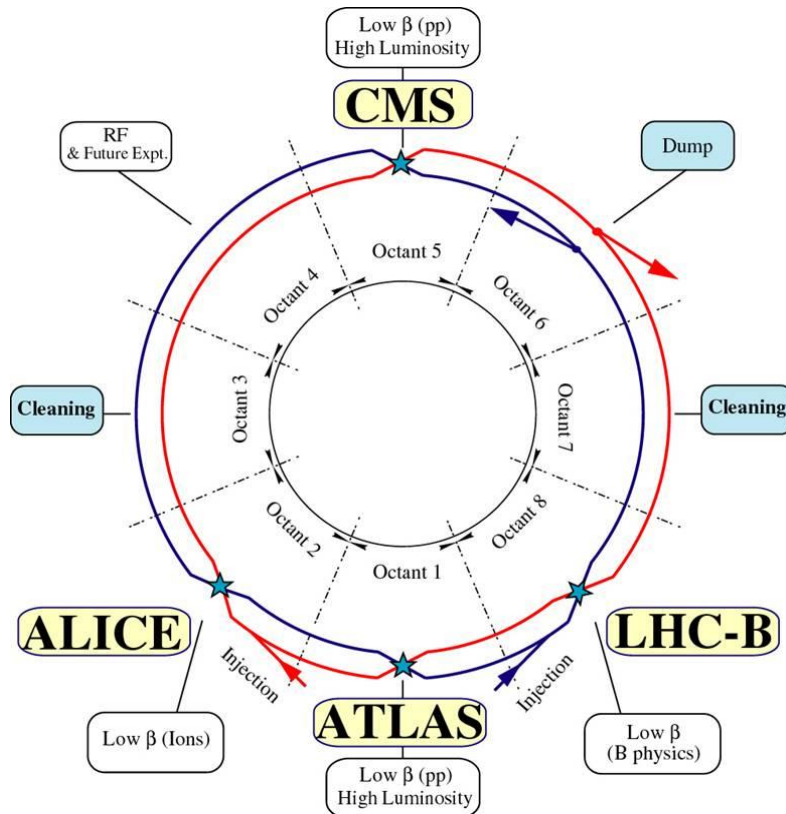 Low β (pp)
High Luminosity
CMS
RF
& Future Expt.
Dump
Octant 5
Octant 4
Octant 6
Cleaning
Octant 3
Octant 7
Cleaning
Octant 2
Octant 8
Octant 1
ALICE
LHC-B
Injection
Injection
ATLAS
Low β (Ions)
Low β
(B physics)
Low β (pp)
High Luminosity